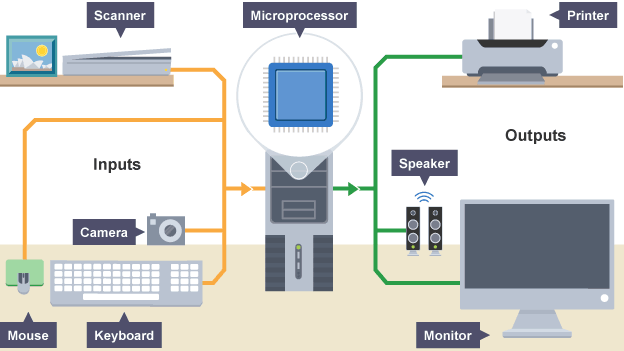 Scanner
Microprocessor
Printer
Outputs
Inputs
Speaker
Camera
Mouse
Keyboard
Monitor